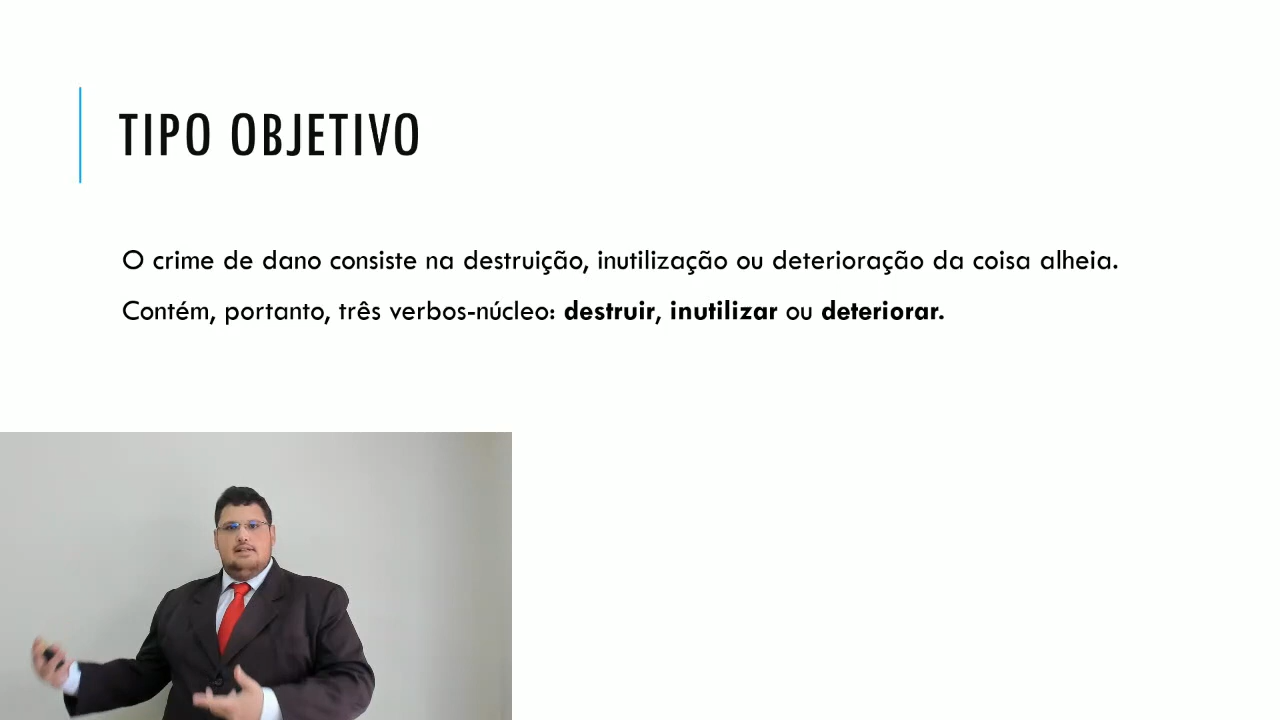 TIPO OBJETIVO
O crime de dano consiste na destruição, inutilização ou deterioração da coisa alheia.
Contém, portanto, três verbos-núcleo: destruir, inutilizar ou deteriorar.